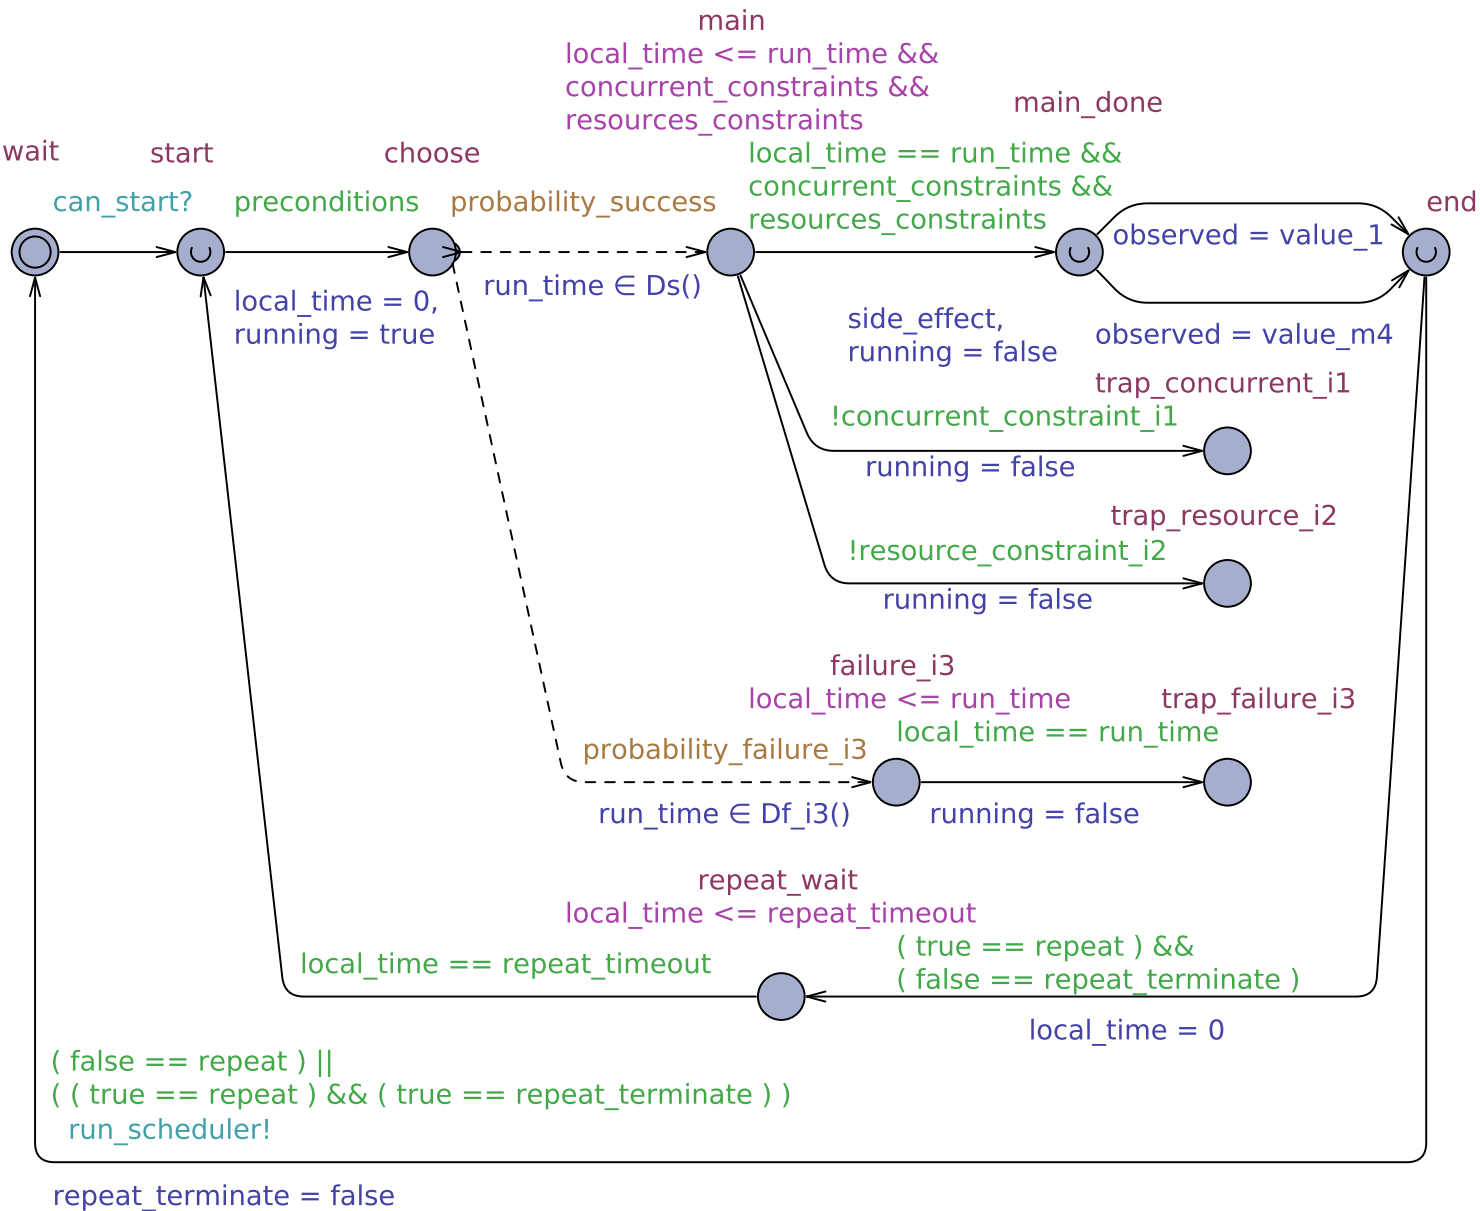 main
local_time <= run_time &&
concurrent_constraints &&
resources_constraints
main_done
wait
start
choose
local_time == run_time &&
concurrent_constraints &&
resources_constraints
can_start?
preconditions
probability_success
end
observed = value_1
run_time ∈ Ds()
local_time = 0,
running = true
side_effect,
running = false
observed = value_m4
trap_concurrent_i1
!concurrent_constraint_i1
running = false
trap_resource_i2
!resource_constraint_i2
running = false
failure_i3
local_time <= run_time
trap_failure_i3
local_time == run_time
probability_failure_i3
run_time ∈ Df_i3()
running = false
repeat_wait
local_time <= repeat_timeout
( true == repeat ) &&
( false == repeat_terminate )
local_time == repeat_timeout
local_time = 0
( false == repeat ) ||
( ( true == repeat ) && ( true == repeat_terminate ) )
run_scheduler!
repeat_terminate = false